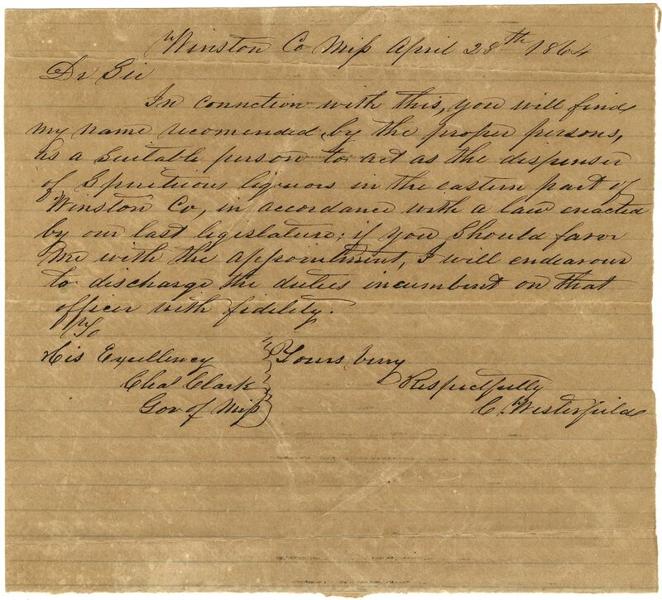 Winston Co Miss April 28th 1864
Dr Sir
In connction with this, you will find
my name recomended by the proper persons,
as a suitable person to act as the dispenser
of Spirituous liquors in the eastern part of
Winston Co, in accordance with a law enacted
by our last legislature; if you should favor
me with the appointment, I will endeavour
to discharge the duties incumbent on that
officer with fidelity.
To
His Excellency Yours very
Chas Clark Respectfully
Gov of Miss C. Westerfield